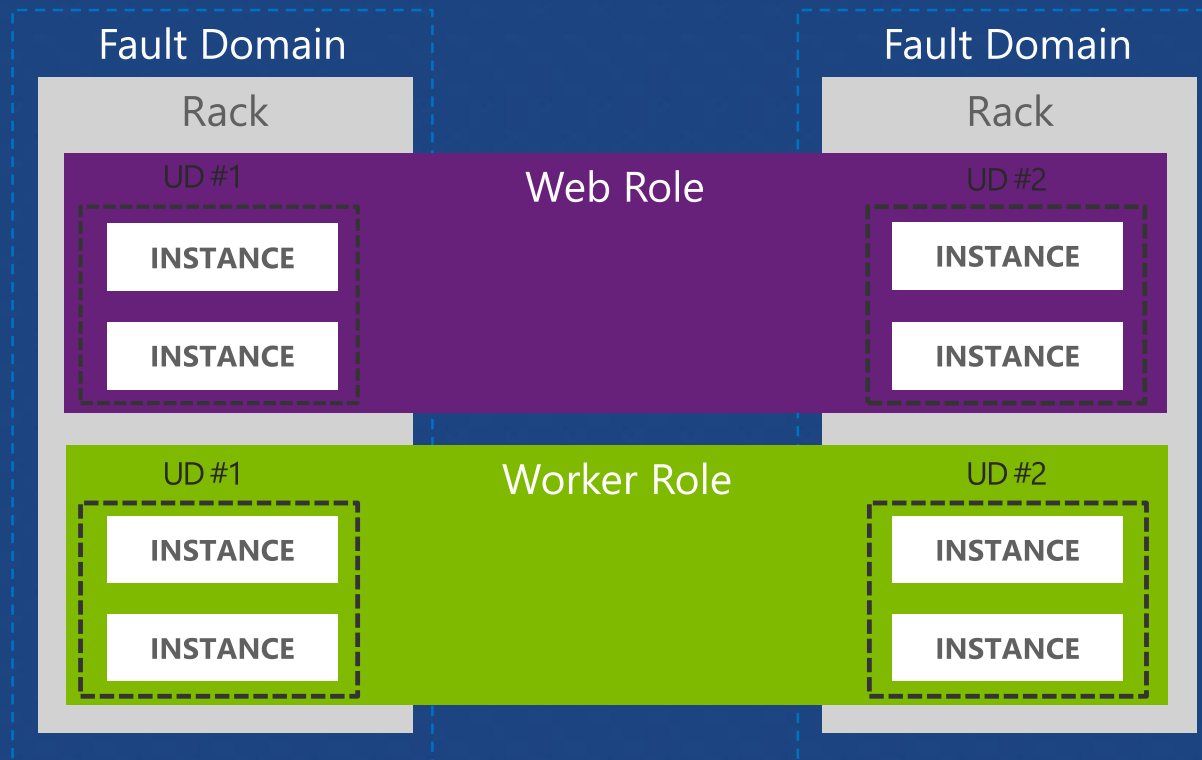 Fault Domain
Fault Domain
Rack
Rack
UD #1
Web Role
UD #2
INSTANCE
INSTANCE
INSTANCE
INSTANCE
UD #1
Worker Role
UD #2
INSTANCE
INSTANCE
INSTANCE
INSTANCE